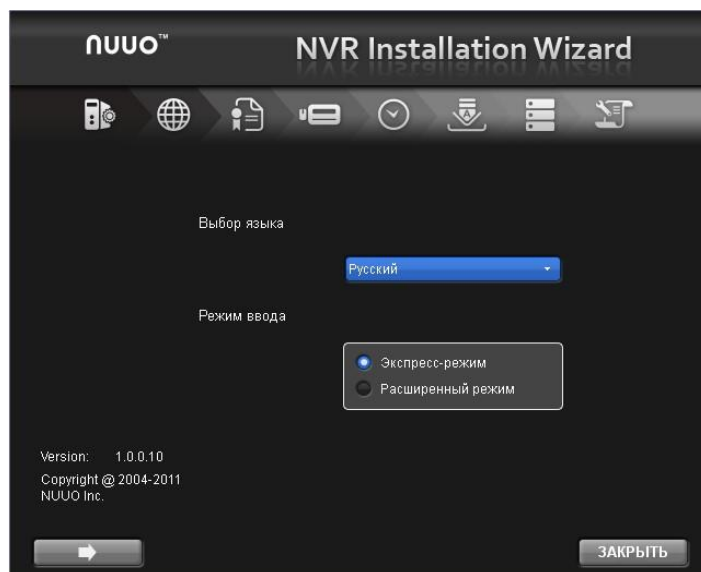 nuuo™
NVR Installation Wizard
Выбор языка
Русский
Режим ввода
Экспресс-режим
Расширенный режим
Version: 1.0.0.10
Copyright @ 2004-2011
NUUO Inc.
ЗАКРЫТЬ